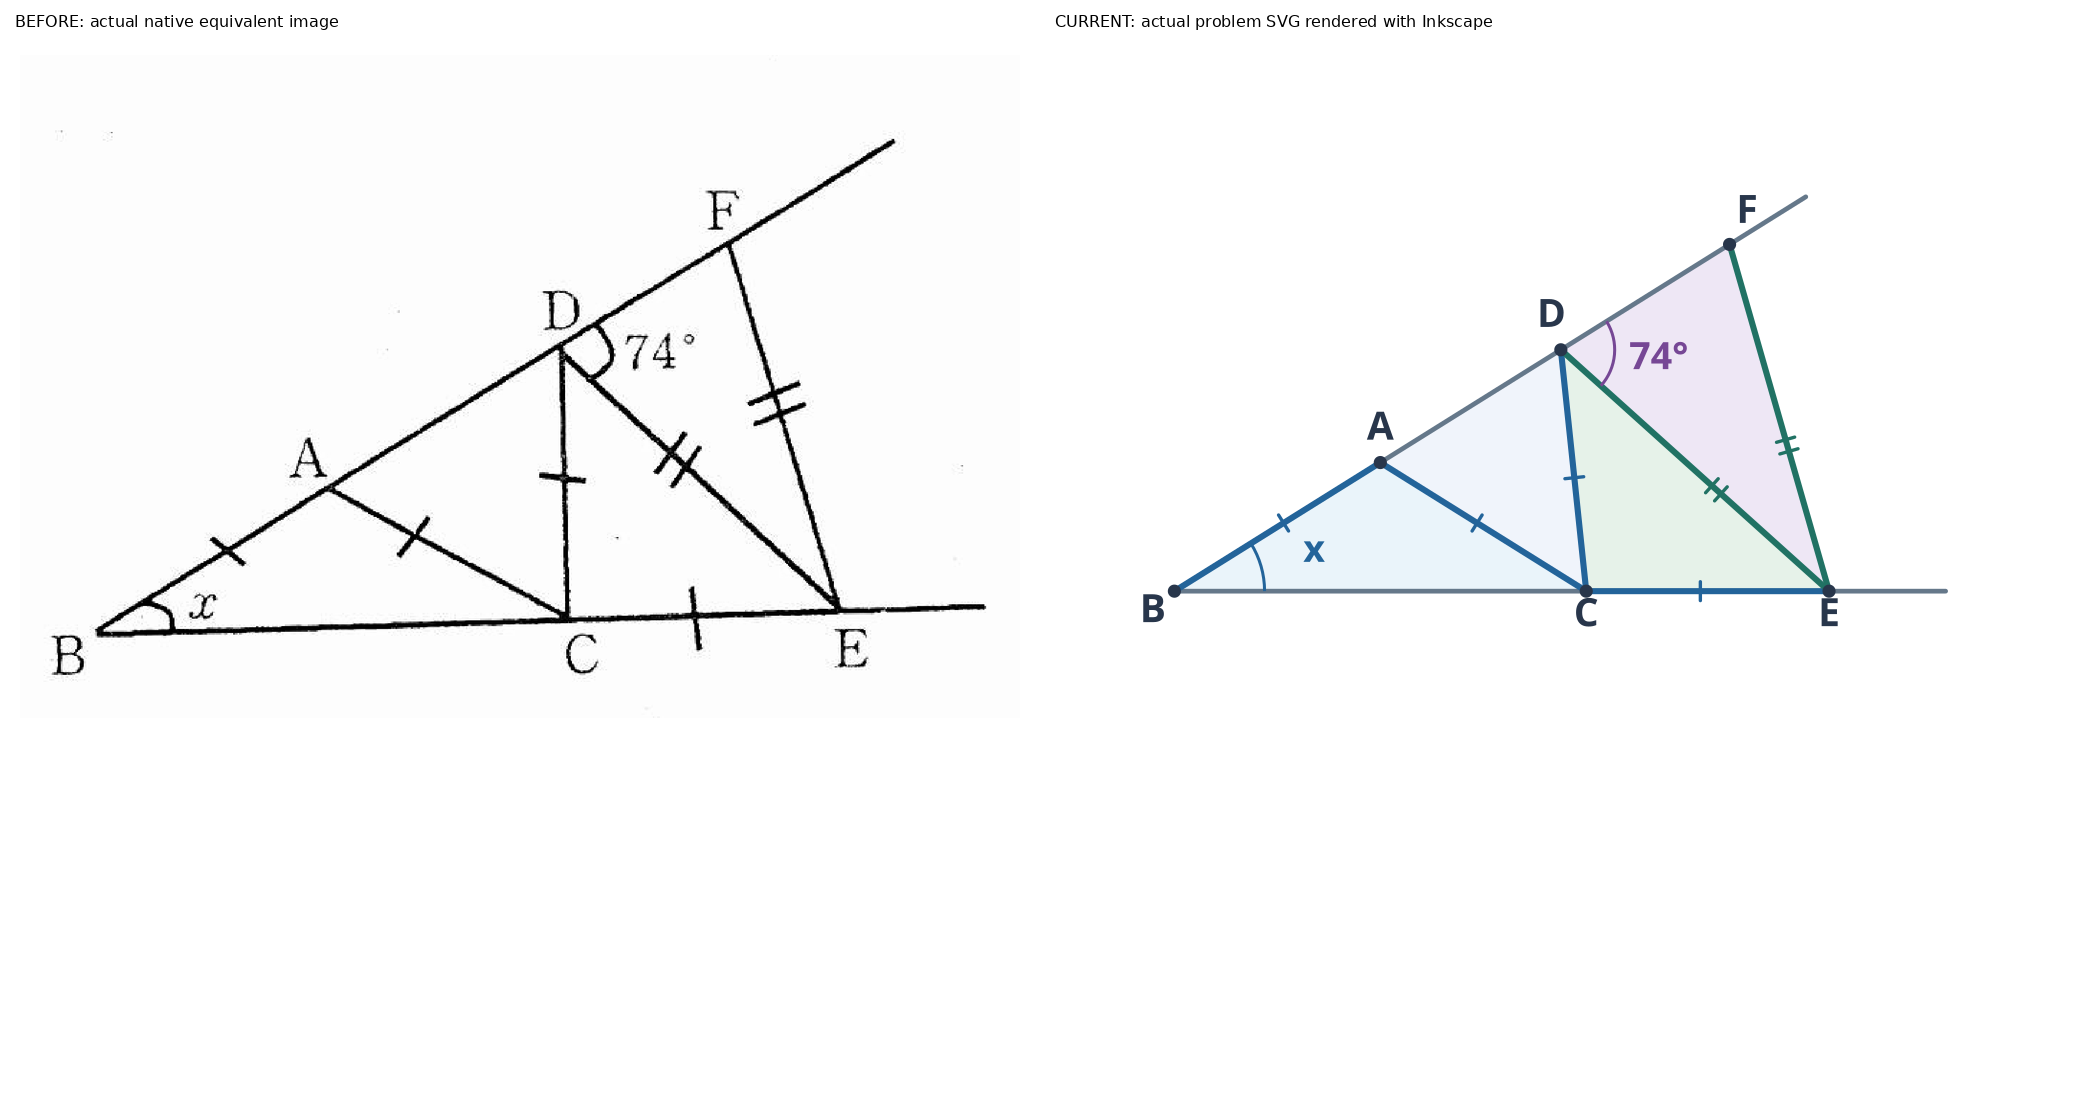 BEFORE: actual native equivalent image
CURRENT: actual problem SVG rendered with Inkscape
F
D
74°
A
x
B
C
E
F
D
74°
A
x
B
C
E